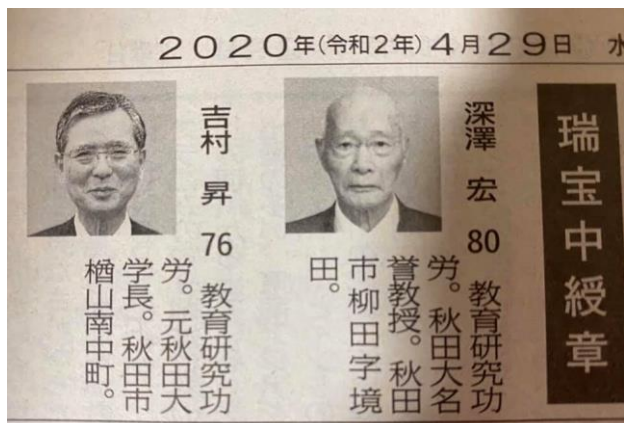 2020年(令和2年)4月29日 水
瑞宝中綬章
深澤 宏 80 教育研究功
労。秋田大名
誉教授。秋田
市柳田字境
田。
吉村 昇 76 教育研究功
労。元秋田大
学長。秋田市
楢山南中町。